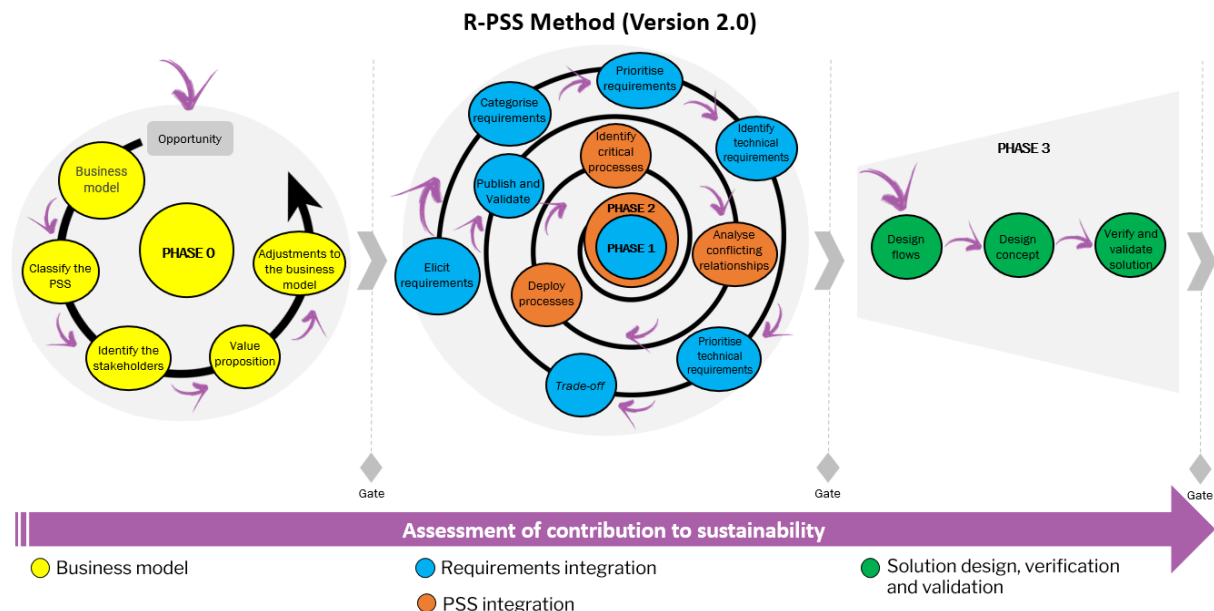 R-PSS Method (Version 2.0)
Opportunity
Business
model
Classify the
PSS
Identify the
stakeholders
Value
proposition
Adjustments to
the business
model
PHASE 0
Gate
Elicit
requirements
Categorise
requirements
Prioritise
requirements
Identify
technical
requirements
Prioritise
technical
requirements
Trade-off
Publish and
Validate
Identify
critical
processes
Analyse
conflicting
relationships
Deploy
processes
PHASE 2
PHASE 1
Gate
PHASE 3
Design
flows
Design
concept
Verify and
validate
solution
Gate
Assessment of contribution to sustainability
Business model
Requirements integration
PSS integration
Solution design, verification
and validation